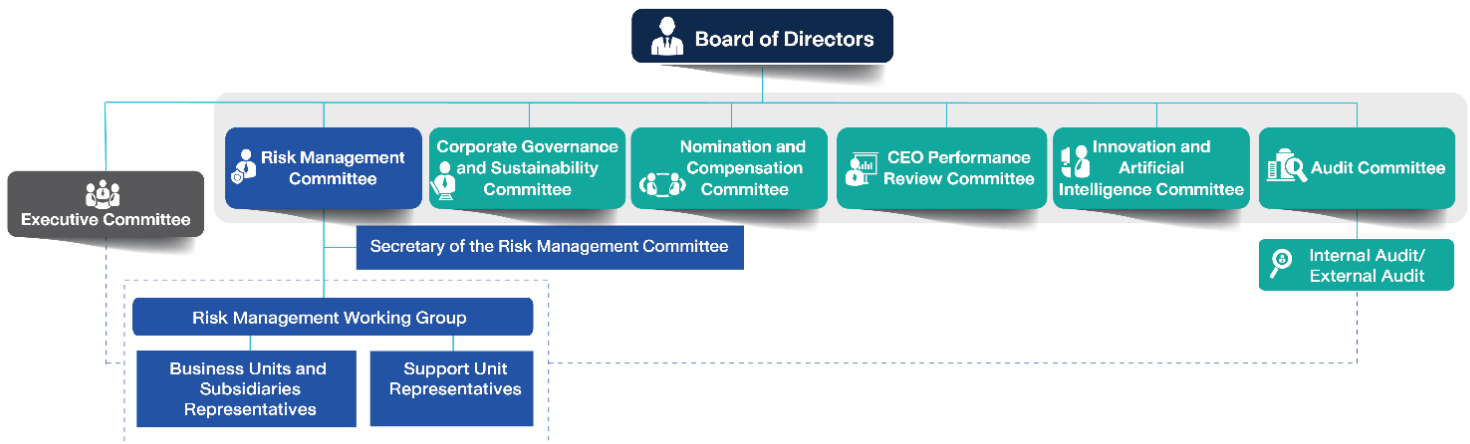 Board of Directors
Executive Committee
Risk Management
Committee
Corporate Governance
and Sustainability
Committee
Nomination and
Compensation
Committee
CEO Performance
Review Committee
Innovation and
Artificial
Intelligence Committee
Audit Committee
Secretary of the Risk Management Committee
Internal Audit/
External Audit
Risk Management Working Group
Business Units and
Subsidiaries
Representatives
Support Unit
Representatives